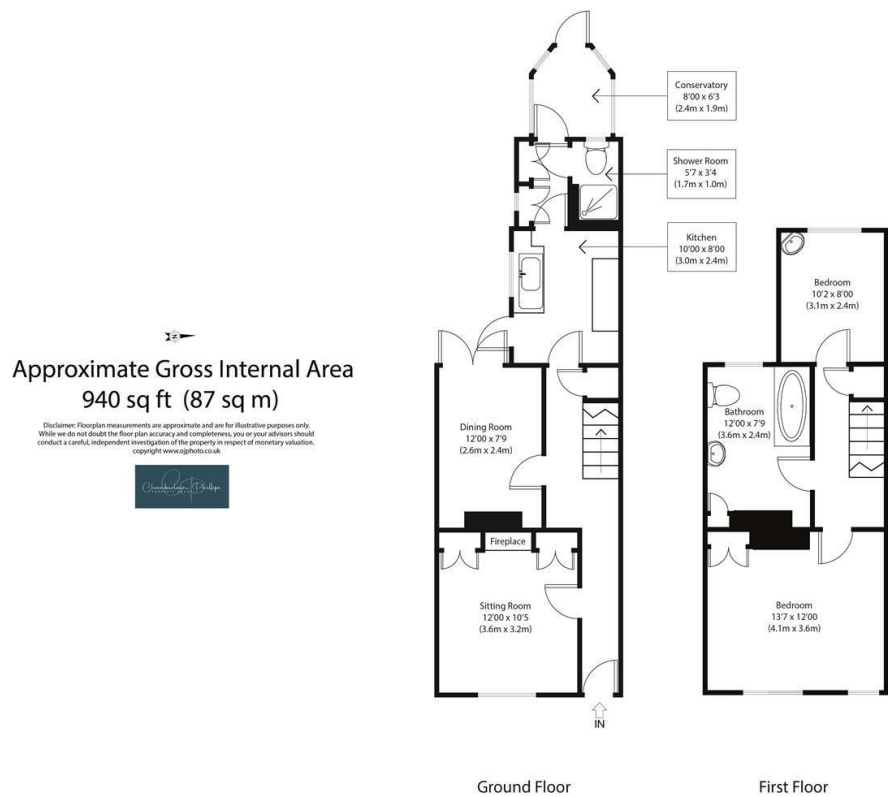 Conservatory
8'00 x 6'3
(2.4m x 1.9m)
Shower Room
5'7 x 3'4
(1.7m x 1.0m)
Kitchen
10'00 x 8'00
(3.0m x 2.4m)
Bedroom
10'2 x 8'00
(3.1m x 2.4m)
Approximate Gross Internal Area
940 sq ft (87 sq m)
Disclaimer: Floorplan measurements are approximate and are for illustrative purposes only.
While we do not doubt the floor plan accuracy and completeness, you or your advisors should
conduct a careful, independent investigation of the property in respect of monetary valuation.
copyright www.ojphoto.co.uk
Chamberlain Phillips
Dining Room
12'00 x 7'9
(2.6m x 2.4m)
Bathroom
12'00 x 7'9
(3.6m x 2.4m)
Fireplace
Sitting Room
12'00 x 10'5
(3.6m x 3.2m)
Bedroom
13'7 x 12'00
(4.1m x 3.6m)
IN
Ground Floor
First Floor